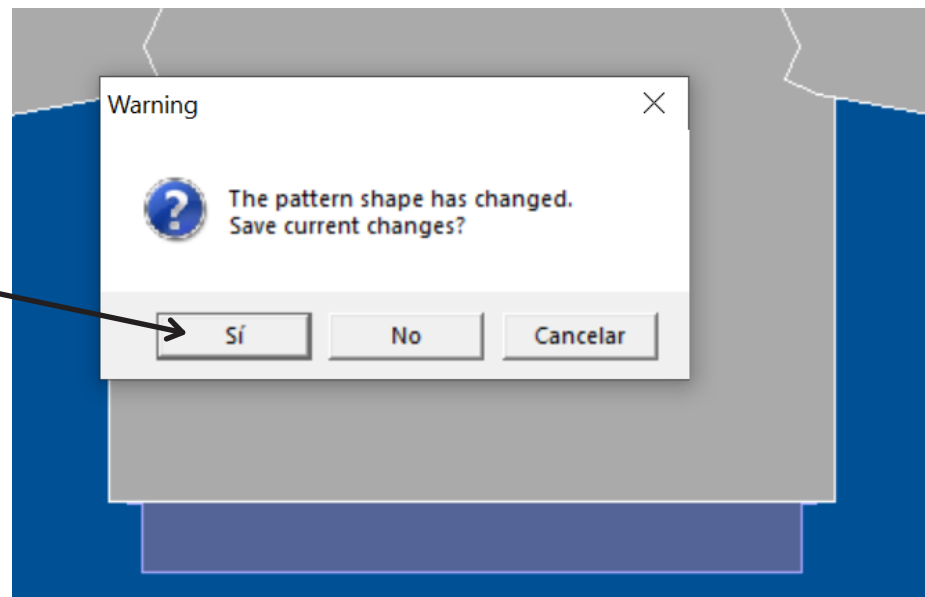 Warning
The pattern shape has changed.
Save current changes?
Sí
No
Cancelar